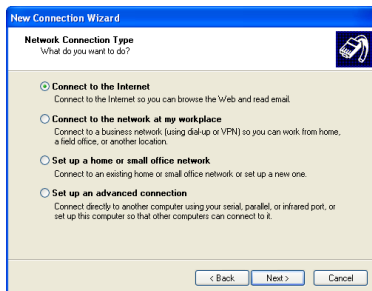 New Connection Wizard
Network Connection Type
What do you want to do?
Connect to the Internet
Connect to the Internet so you can browse the Web and read email.
Connect to the network at my workplace
Connect to a business network (using dial-up or VPN) so you can work from home,
a field office, or another location.
Set up a home or small office network
Connect to an existing home or small office network or set up a new one.
Set up an advanced connection
Connect directly to another computer using your serial, parallel, or infrared port, or
set up this computer so that other computers can connect to it.
< Back
Next >
Cancel